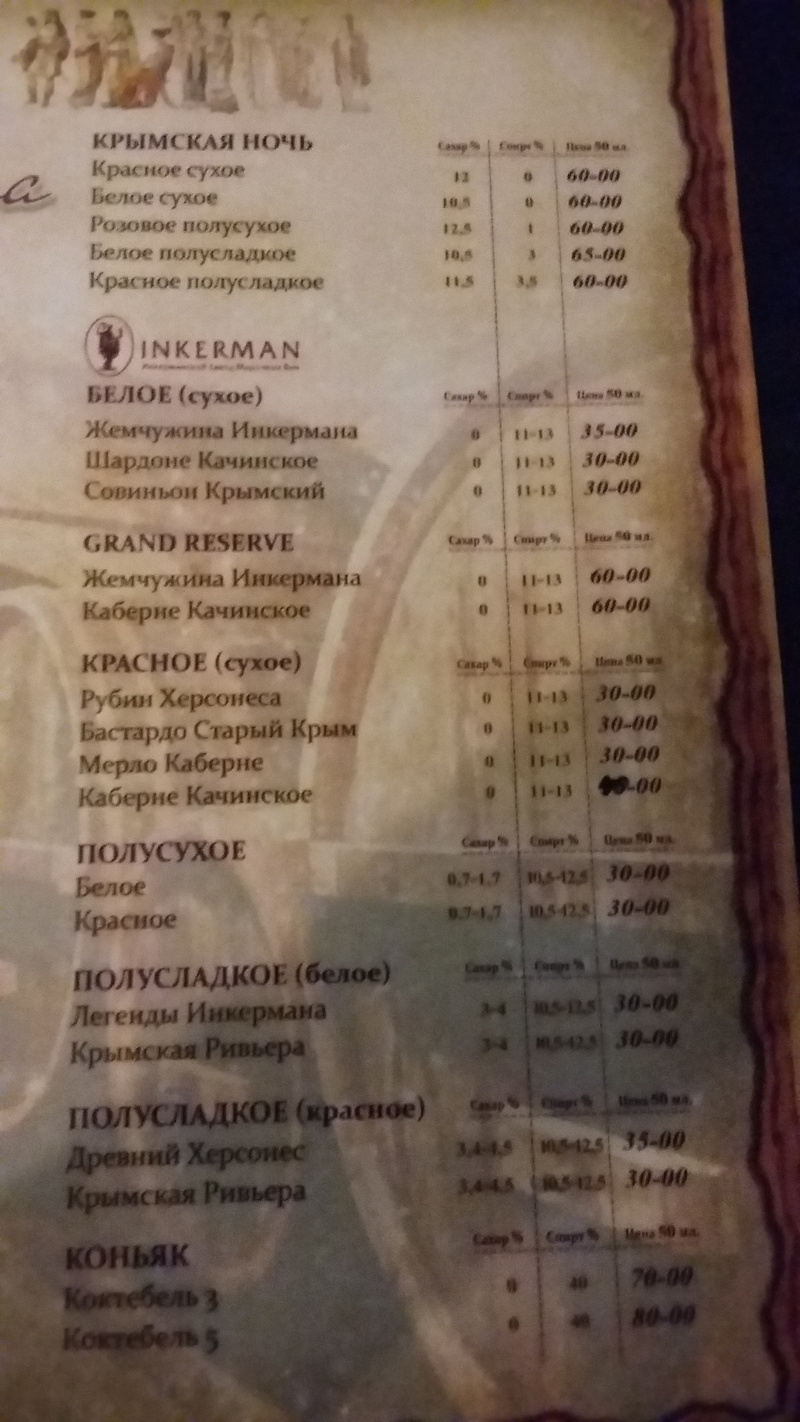 КРЫМСКАЯ НОЧЬ Сахар % Спирт % Цена 50 мл.
Красное сухое 12 0 60-00
Белое сухое 10,5 0 60-00
Розовое полусухое 12,5 1 60-00
Белое полусладкое 10,5 3 65-00
Красное полусладкое 11,5 3,5 60-00
INKERMAN
Инкерманский Завод Марочных Вин
БЕЛОЕ (сухое) Сахар % Спирт % Цена 50 мл.
Жемчужина Инкермана 0 11-13 35-00
Шардоне Качинское 0 11-13 30-00
Совиньон Крымский 0 11-13 30-00
GRAND RESERVE Сахар % Спирт % Цена 50 мл.
Жемчужина Инкермана 0 11-13 60-00
Каберне Качинское 0 11-13 60-00
КРАСНОЕ (сухое) Сахар % Спирт % Цена 50 мл.
Рубин Херсонеса 0 11-13 30-00
Бастардо Старый Крым 0 11-13 30-00
Мерло Каберне 0 11-13 30-00
Каберне Качинское 0 11-13 -00
ПОЛУСУХОЕ Сахар % Спирт % Цена 50 мл.
Белое 0,7-1,7 10,5-12,5 30-00
Красное 0,7-1,7 10,5-12,5 30-00
ПОЛУСЛАДКОЕ (белое) Сахар % Спирт % Цена 50 мл.
Легенды Инкермана 3-4 10,5-12,5 30-00
Крымская Ривьера 3-4 10,5-12,5 30-00
ПОЛУСЛАДКОЕ (красное) Сахар % Спирт % Цена 50 мл.
Древний Херсонес 3,4-4,5 10,5-12,5 35-00
Крымская Ривьера 3,4-4,5 10,5-12,5 30-00
КОНЬЯК Сахар % Спирт % Цена 50 мл.
Коктебель 3 0 40 70-00
Коктебель 5 0 40 80-00